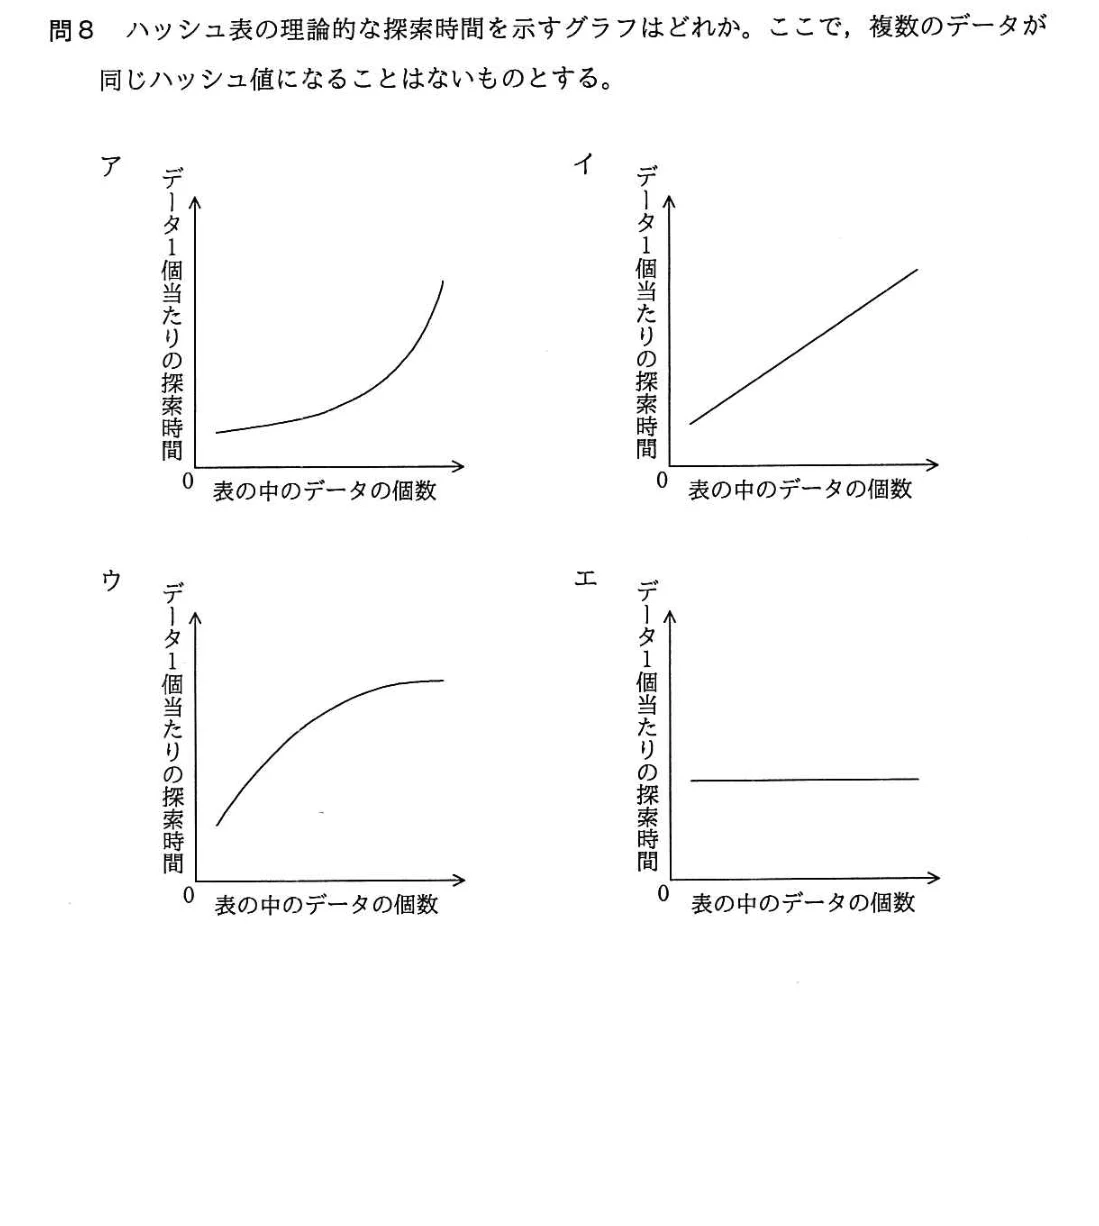 問8 ハッシュ表の理論的な探索時間を示すグラフはどれか。ここで，複数のデータが
同じハッシュ値になることはないものとする。
ア
データ1個当たりの探索時間
0
表の中のデータの個数
イ
データ1個当たりの探索時間
0
表の中のデータの個数
ウ
データ1個当たりの探索時間
0
表の中のデータの個数
エ
データ1個当たりの探索時間
0
表の中のデータの個数